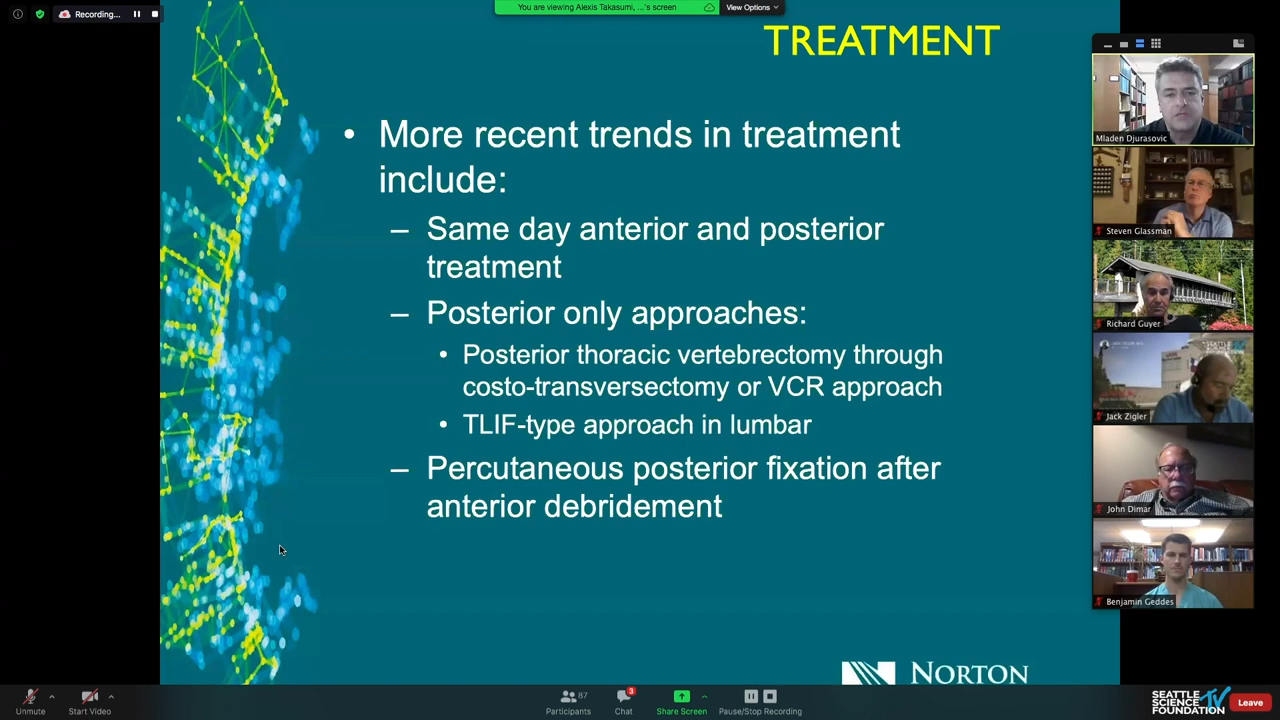 Recording...
You are viewing Alexis Takasumi, ...'s screen
View Options
TREATMENT
• More recent trends in treatment
include:
– Same day anterior and posterior
treatment
– Posterior only approaches:
• Posterior thoracic vertebrectomy through
costo-transversectomy or VCR approach
• TLIF-type approach in lumbar
– Percutaneous posterior fixation after
anterior debridement
NORTON
Mladen Djurasovic
Steven Glassman
Richard Guyer
Jack Zigler
John Dimar
Benjamin Geddes
Unmute
Start Video
87
Participants
3
Chat
Share Screen
Pause/Stop Recording
SEATTLE
SCIENCE TV
FOUNDATION
Leave